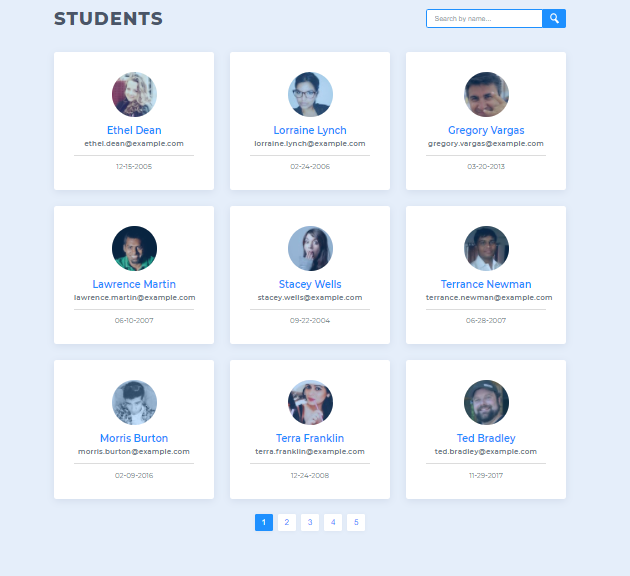 STUDENTS
Search by name...
Ethel Dean
ethel.dean@example.com
12-15-2005
Lorraine Lynch
lorraine.lynch@example.com
02-24-2006
Gregory Vargas
gregory.vargas@example.com
03-20-2013
Lawrence Martin
lawrence.martin@example.com
06-10-2007
Stacey Wells
stacey.wells@example.com
09-22-2004
Terrance Newman
terrance.newman@example.com
06-28-2007
Morris Burton
morris.burton@example.com
02-09-2016
Terra Franklin
terra.franklin@example.com
12-24-2008
Ted Bradley
ted.bradley@example.com
11-29-2017
1 2 3 4 5